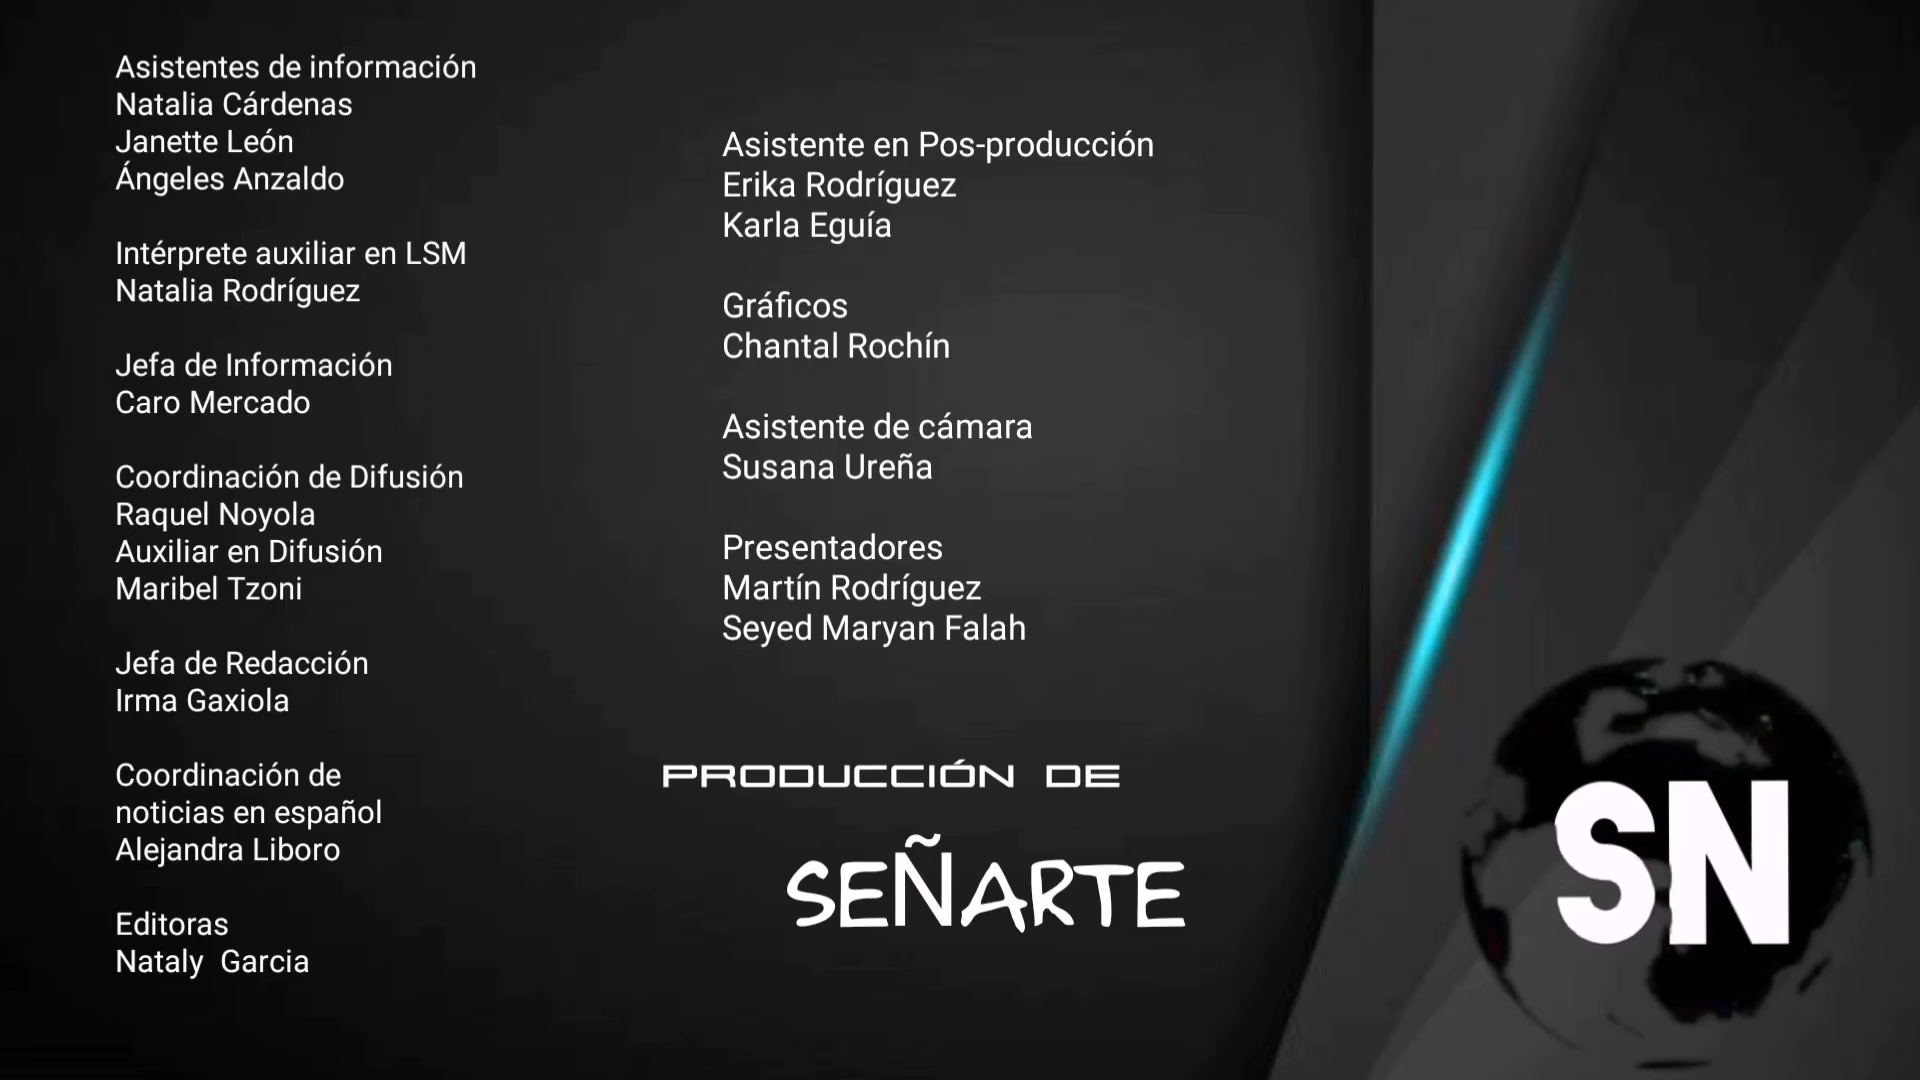 Asistentes de información
Natalia Cárdenas
Janette León
Ángeles Anzaldo
Intérprete auxiliar en LSM
Natalia Rodríguez
Jefa de Información
Caro Mercado
Coordinación de Difusión
Raquel Noyola
Auxiliar en Difusión
Maribel Tzoni
Jefa de Redacción
Irma Gaxiola
Coordinación de
noticias en español
Alejandra Liboro
Editoras
Nataly  Garcia
Asistente en Pos-producción
Erika Rodríguez
Karla Eguía
Gráficos
Chantal Rochín
Asistente de cámara
Susana Ureña
Presentadores
Martín Rodríguez
Seyed Maryan Falah
PRODUCCIÓN DE
SEÑARTE
SN